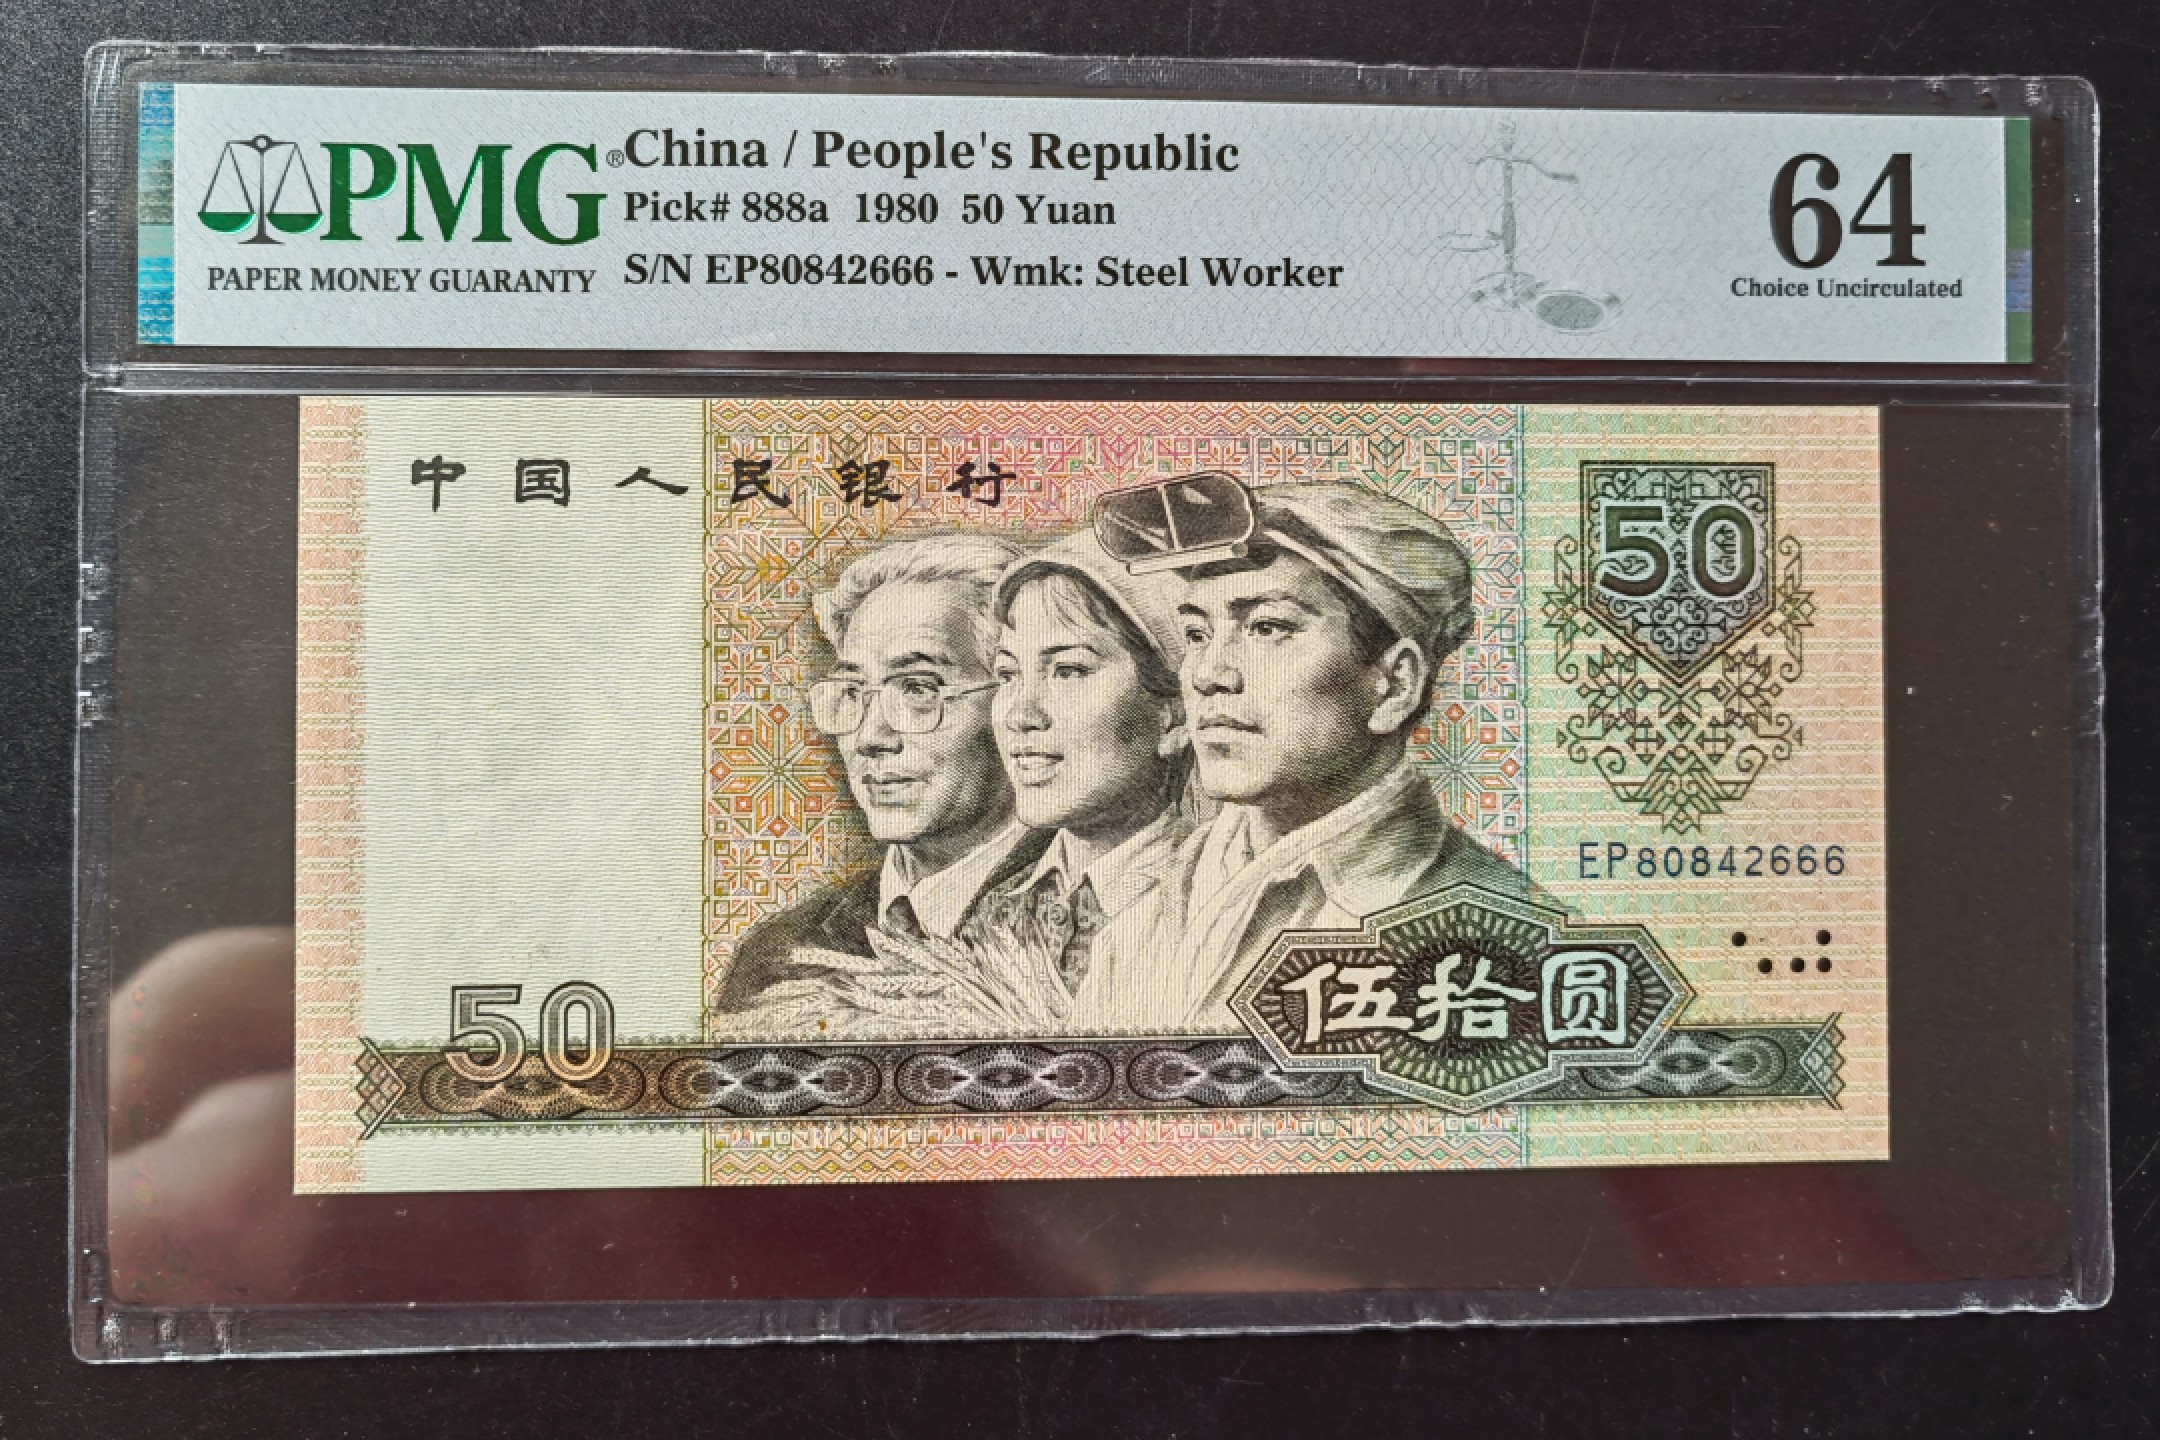 PMG®
PAPER MONEY GUARANTY
China / People's Republic
Pick# 888a 1980 50 Yuan
S/N EP80842666 - Wmk: Steel Worker
64
Choice Uncirculated
中国人民银行
50
EP80842666
50
伍拾圆